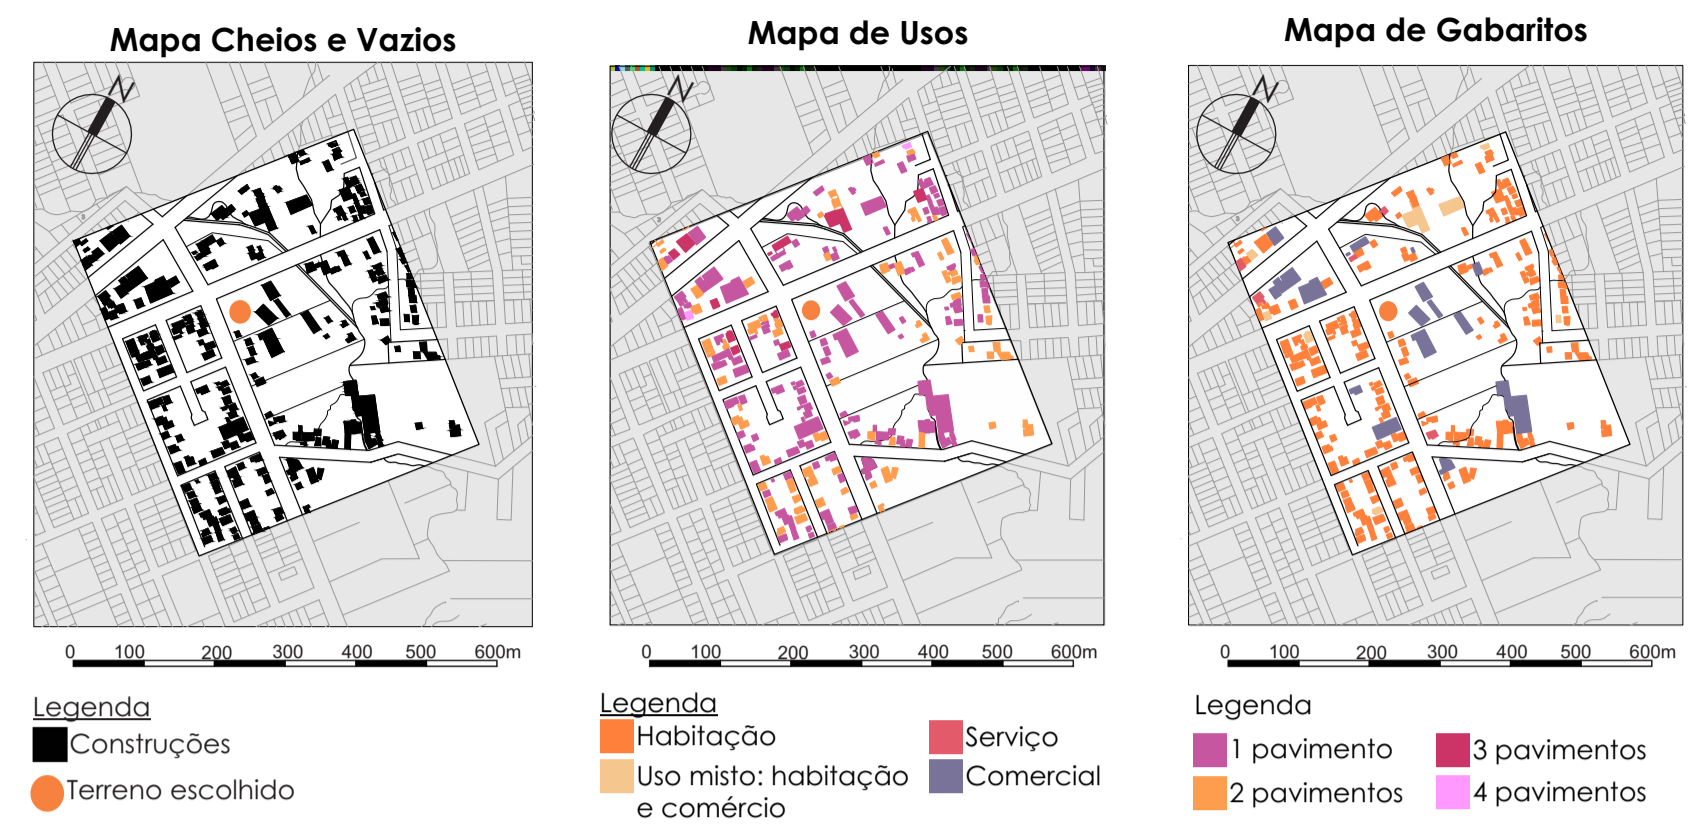 Mapa Cheios e Vazios
N
0 100 200 300 400 500 600m
Legenda
Construções
Terreno escolhido
Mapa de Usos
N
0 100 200 300 400 500 600m
Legenda
Habitação
Uso misto: habitação
e comércio
Serviço
Comercial
Mapa de Gabaritos
N
0 100 200 300 400 500 600m
Legenda
1 pavimento
2 pavimentos
3 pavimentos
4 pavimentos